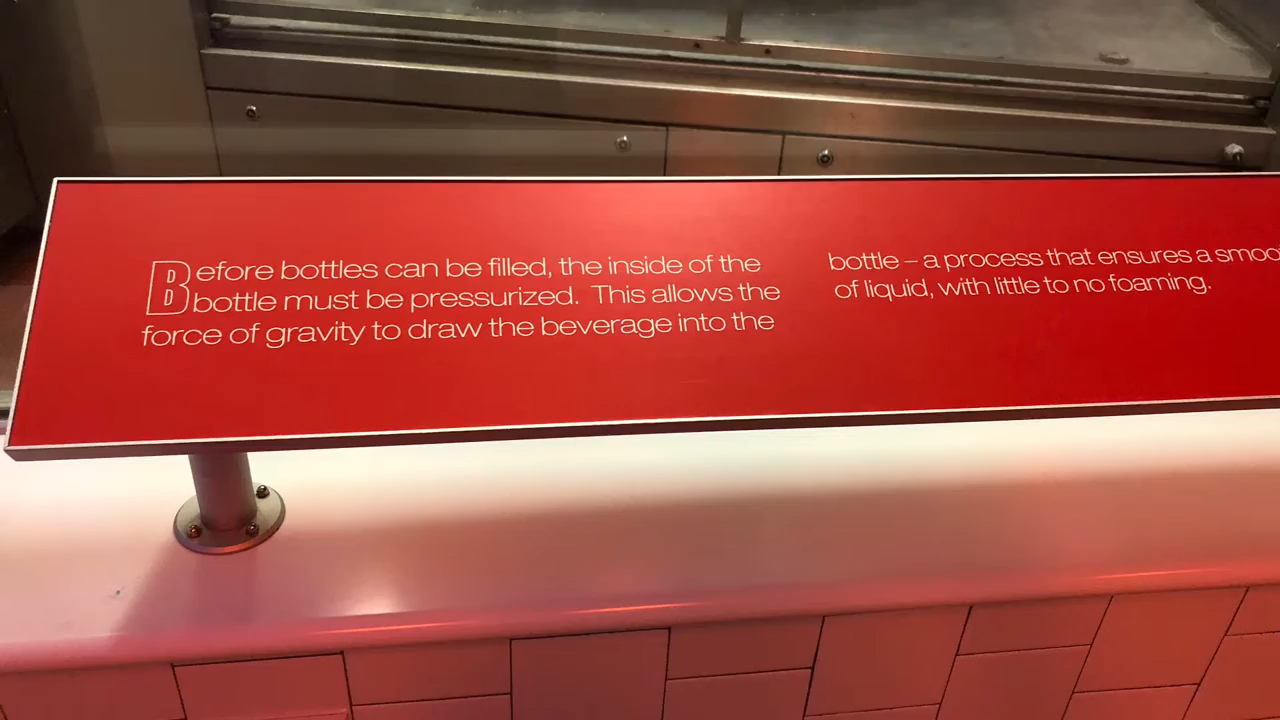 Before bottles can be filled, the inside of the
bottle must be pressurized. This allows the
force of gravity to draw the beverage into the
bottle – a process that ensures a
of liquid, with little to no foaming.